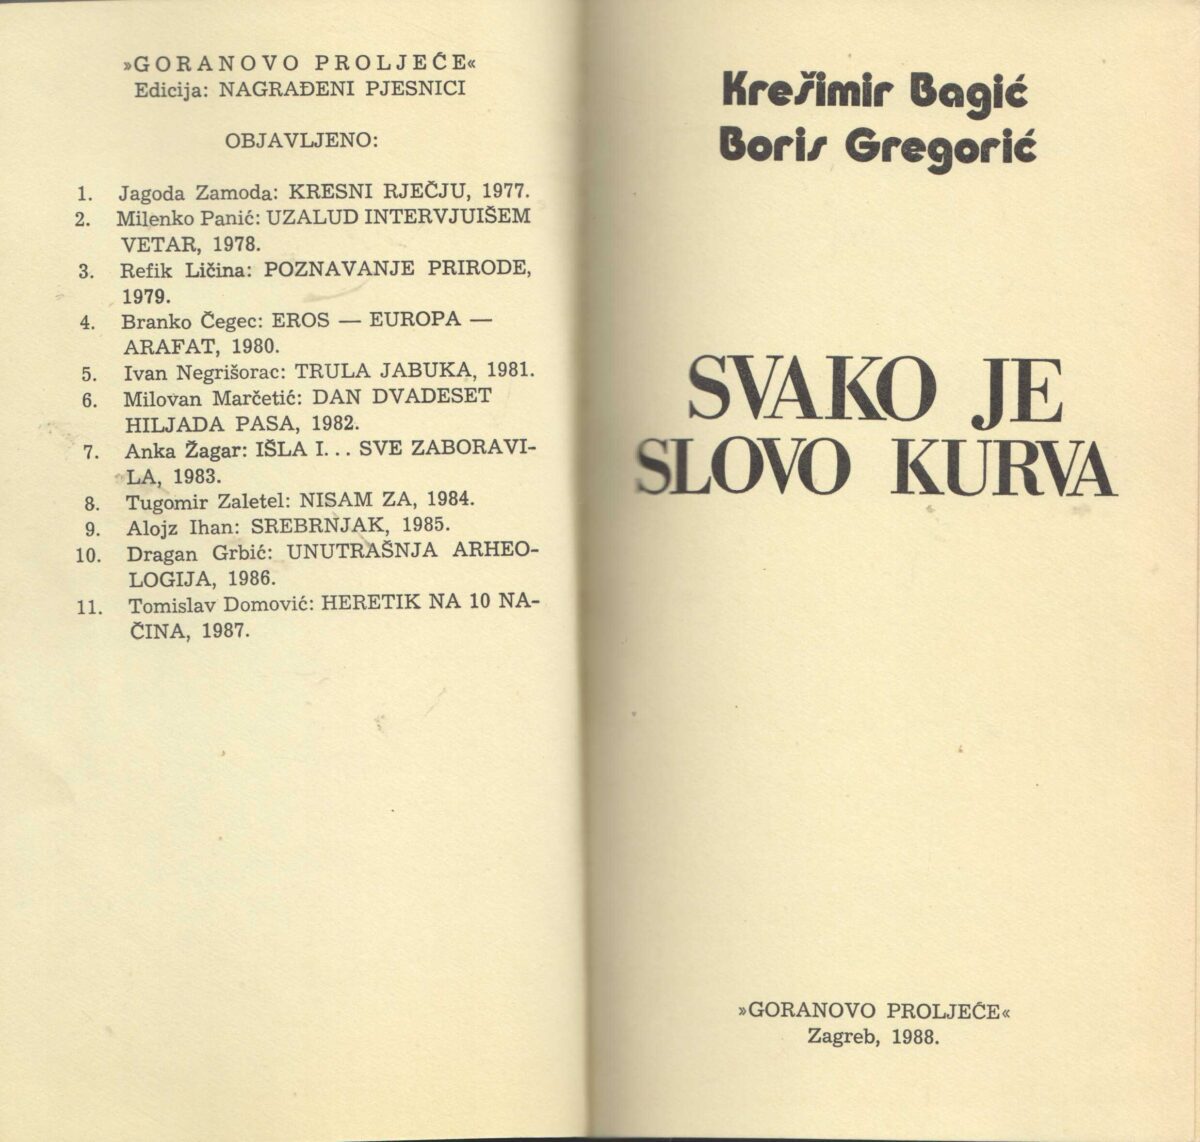 »GORANOVO PROLJEĆE«
Edicija: NAGRAĐENI PJESNICI
OBJAVLJENO:
1. Jagoda Zamoda: KRESNI RJEČJU, 1977.
2. Milenko Panić: UZALUD INTERVJUIŠEM
VETAR, 1978.
3. Refik Ličina: POZNAVANJE PRIRODE,
1979.
4. Branko Čegec: EROS — EUROPA —
ARAFAT, 1980.
5. Ivan Negrišorac: TRULA JABUKA, 1981.
6. Milovan Marčetić: DAN DVADESET
HILJADA PASA, 1982.
7. Anka Žagar: IŠLA I... SVE ZABORAVI-
LA, 1983.
8. Tugomir Zaletel: NISAM ZA, 1984.
9. Alojz Ihan: SREBRNJAK, 1985.
10. Dragan Grbić: UNUTRAŠNJA ARHEO-
LOGIJA, 1986.
11. Tomislav Domović: HERETIK NA 10 NA-
ČINA, 1987.
Krešimir Bagić
Boris Gregorić
SVAKO JE
SLOVO KURVA
»GORANOVO PROLJEĆE«
Zagreb, 1988.